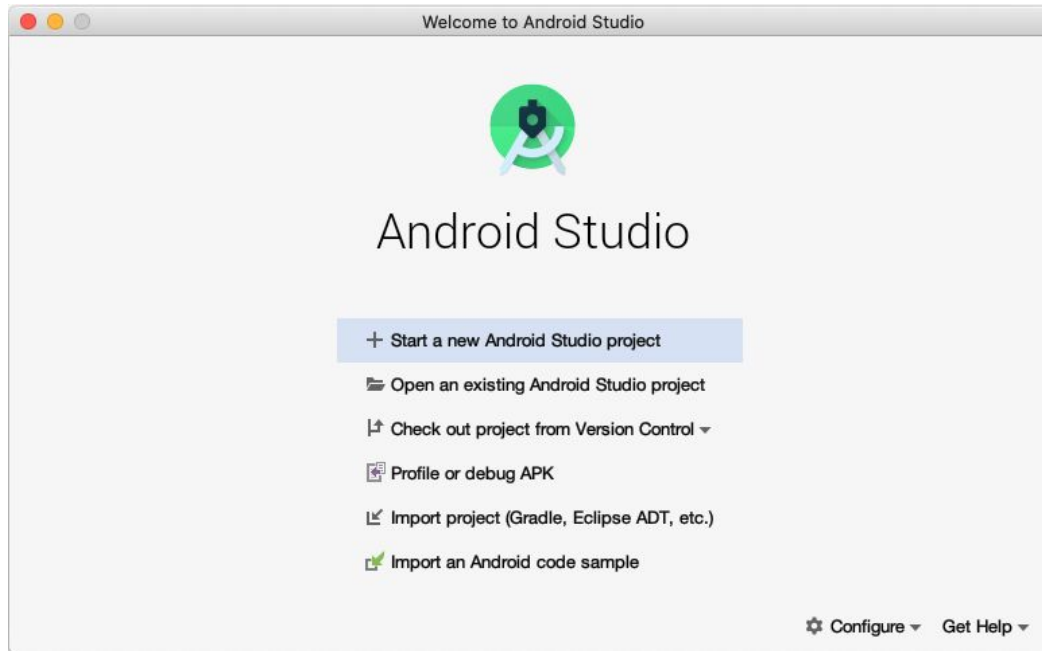 Welcome to Android Studio
Android Studio
Start a new Android Studio project
Open an existing Android Studio project
Check out project from Version Control
Profile or debug APK
Import project (Gradle, Eclipse ADT, etc.)
Import an Android code sample
Configure Get Help